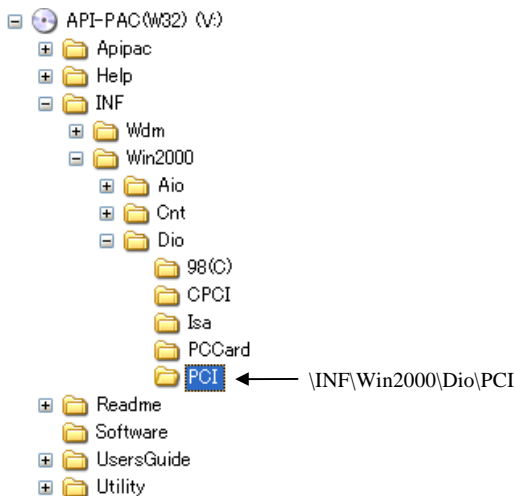 API-PAC(W32) (V:)
Apipac
Help
INF
Wdm
Win2000
Aio
Cnt
Dio
98(C)
CPCI
Isa
PCCard
PCI \INF\Win2000\Dio\PCI
Readme
Software
UsersGuide
Utility